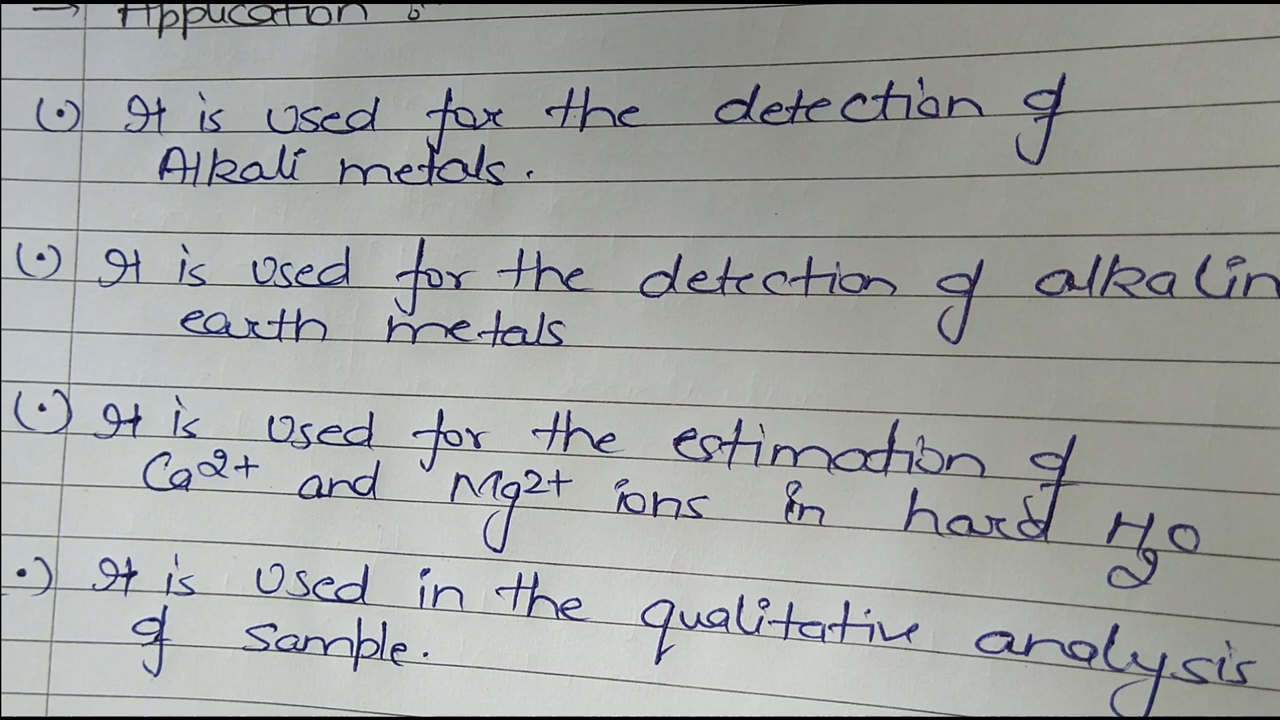 → Application :
(•) It is used for the detection of
Alkali metals.
(•) It is used for the detection of alkalin
earth metals
(•) It is used for the estimation of
Ca²⁺ and Mg²⁺ ions in hard H₂O
•) It is used in the qualitative analysis
of sample.